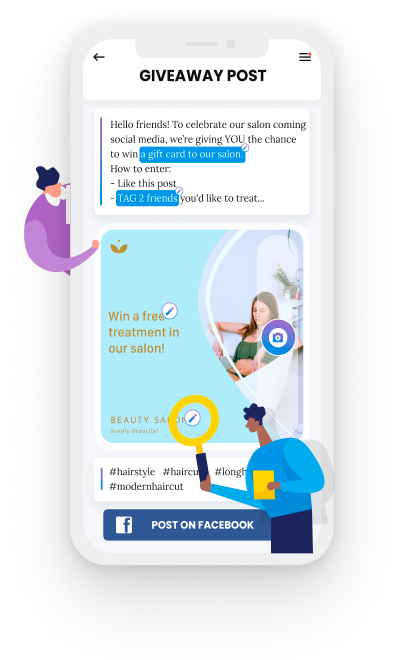 GIVEAWAY POST
Hello friends! To celebrate our salon coming
social media, we're giving YOU the chance
to win a gift card to our salon.
How to enter:
- Like this post
- TAG 2 friends you'd like to treat...
Win a free
treatment in
our salon!
BEAUTY SALON
Simply Beautiful
#hairstyle #haircu #longh
#modernhaircut
POST ON FACEBOOK